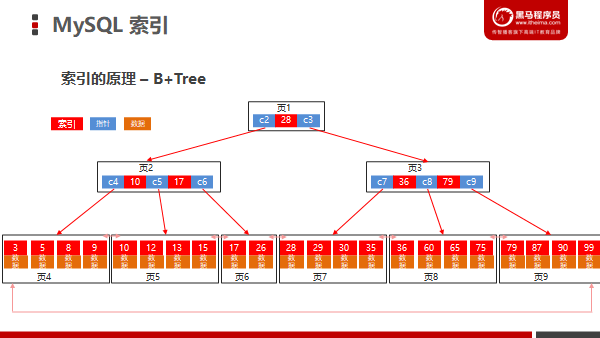 MySQL 索引
黑马程序员
www.itheima.com
传智播客旗下高端IT教育品牌
索引的原理 – B+Tree
索引 指针 数据
页1
c2 28 c3
页2
c4 10 c5 17 c6
页3
c7 36 c8 79 c9
3 5 8 9 10 12 13 15 17 26 28 29 30 35 36 60 65 75 79 87 90 99
数据 数据 数据 数据 数据 数据 数据 数据 数据 数据 数据 数据 数据 数据 数据 数据 数据 数据 数据 数据 数据 数据
页4 页5 页6 页7 页8 页9